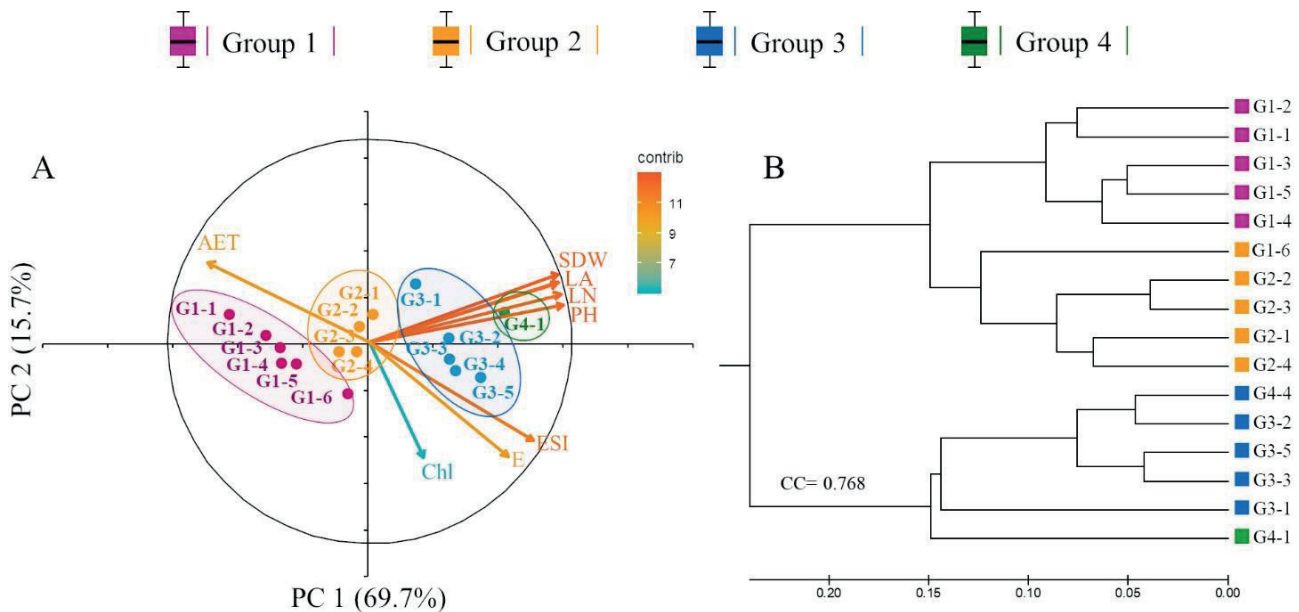 Group 1
Group 2
Group 3
Group 4
A
PC 2 (15.7%)
PC 1 (69.7%)
contrib
11
9
7
AET
SDW
LA
LN
PH
ESI
E
Chl
G1-1
G1-2
G1-3
G1-4
G1-5
G1-6
G2-1
G2-2
G2-3
G3-1
G3-2
G3-3
G3-4
G3-5
G4-1
B
G1-2
G1-1
G1-3
G1-5
G1-4
G1-6
G2-2
G2-3
G2-1
G2-4
G4-4
G3-2
G3-5
G3-3
G3-1
G4-1
CC= 0.768
0.20
0.15
0.10
0.05
0.00